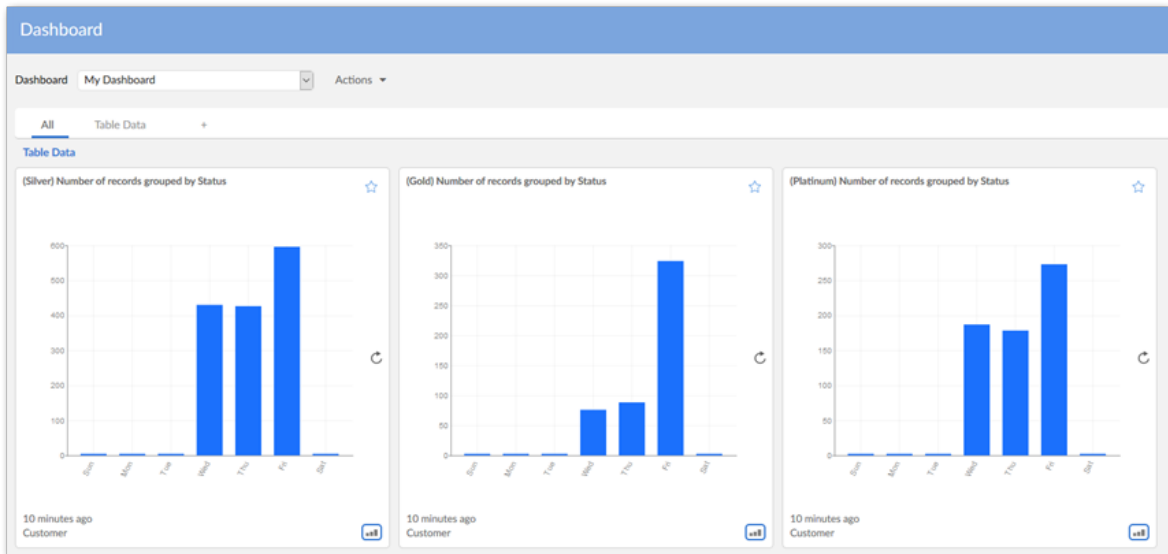 Dashboard
Dashboard My Dashboard Actions
All Table Data +
Table Data
(Silver) Number of records grouped by Status
600
500
400
300
200
100
0
Sun Mon Tue Wed Thu Fri Sat
10 minutes ago
Customer
(Gold) Number of records grouped by Status
350
300
250
200
150
100
50
0
Sun Mon Tue Wed Thu Fri Sat
10 minutes ago
Customer
(Platinum) Number of records grouped by Status
300
250
200
150
100
50
0
Sun Mon Tue Wed Thu Fri Sat
10 minutes ago
Customer